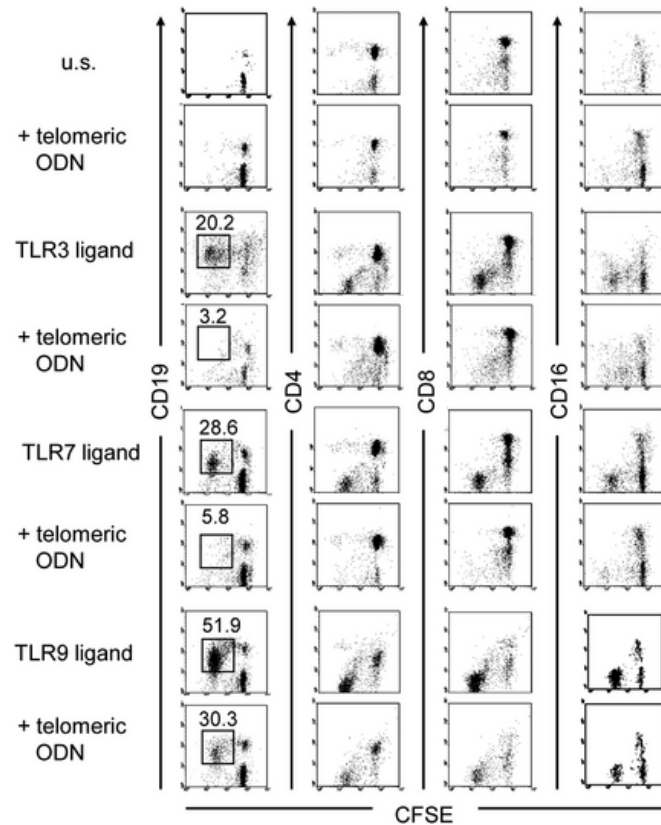 u.s.
+ telomeric
ODN
TLR3 ligand
20.2
+ telomeric
ODN
3.2
TLR7 ligand
28.6
+ telomeric
ODN
5.8
TLR9 ligand
51.9
+ telomeric
ODN
30.3
CD19
CD4
CD8
CD16
CFSE